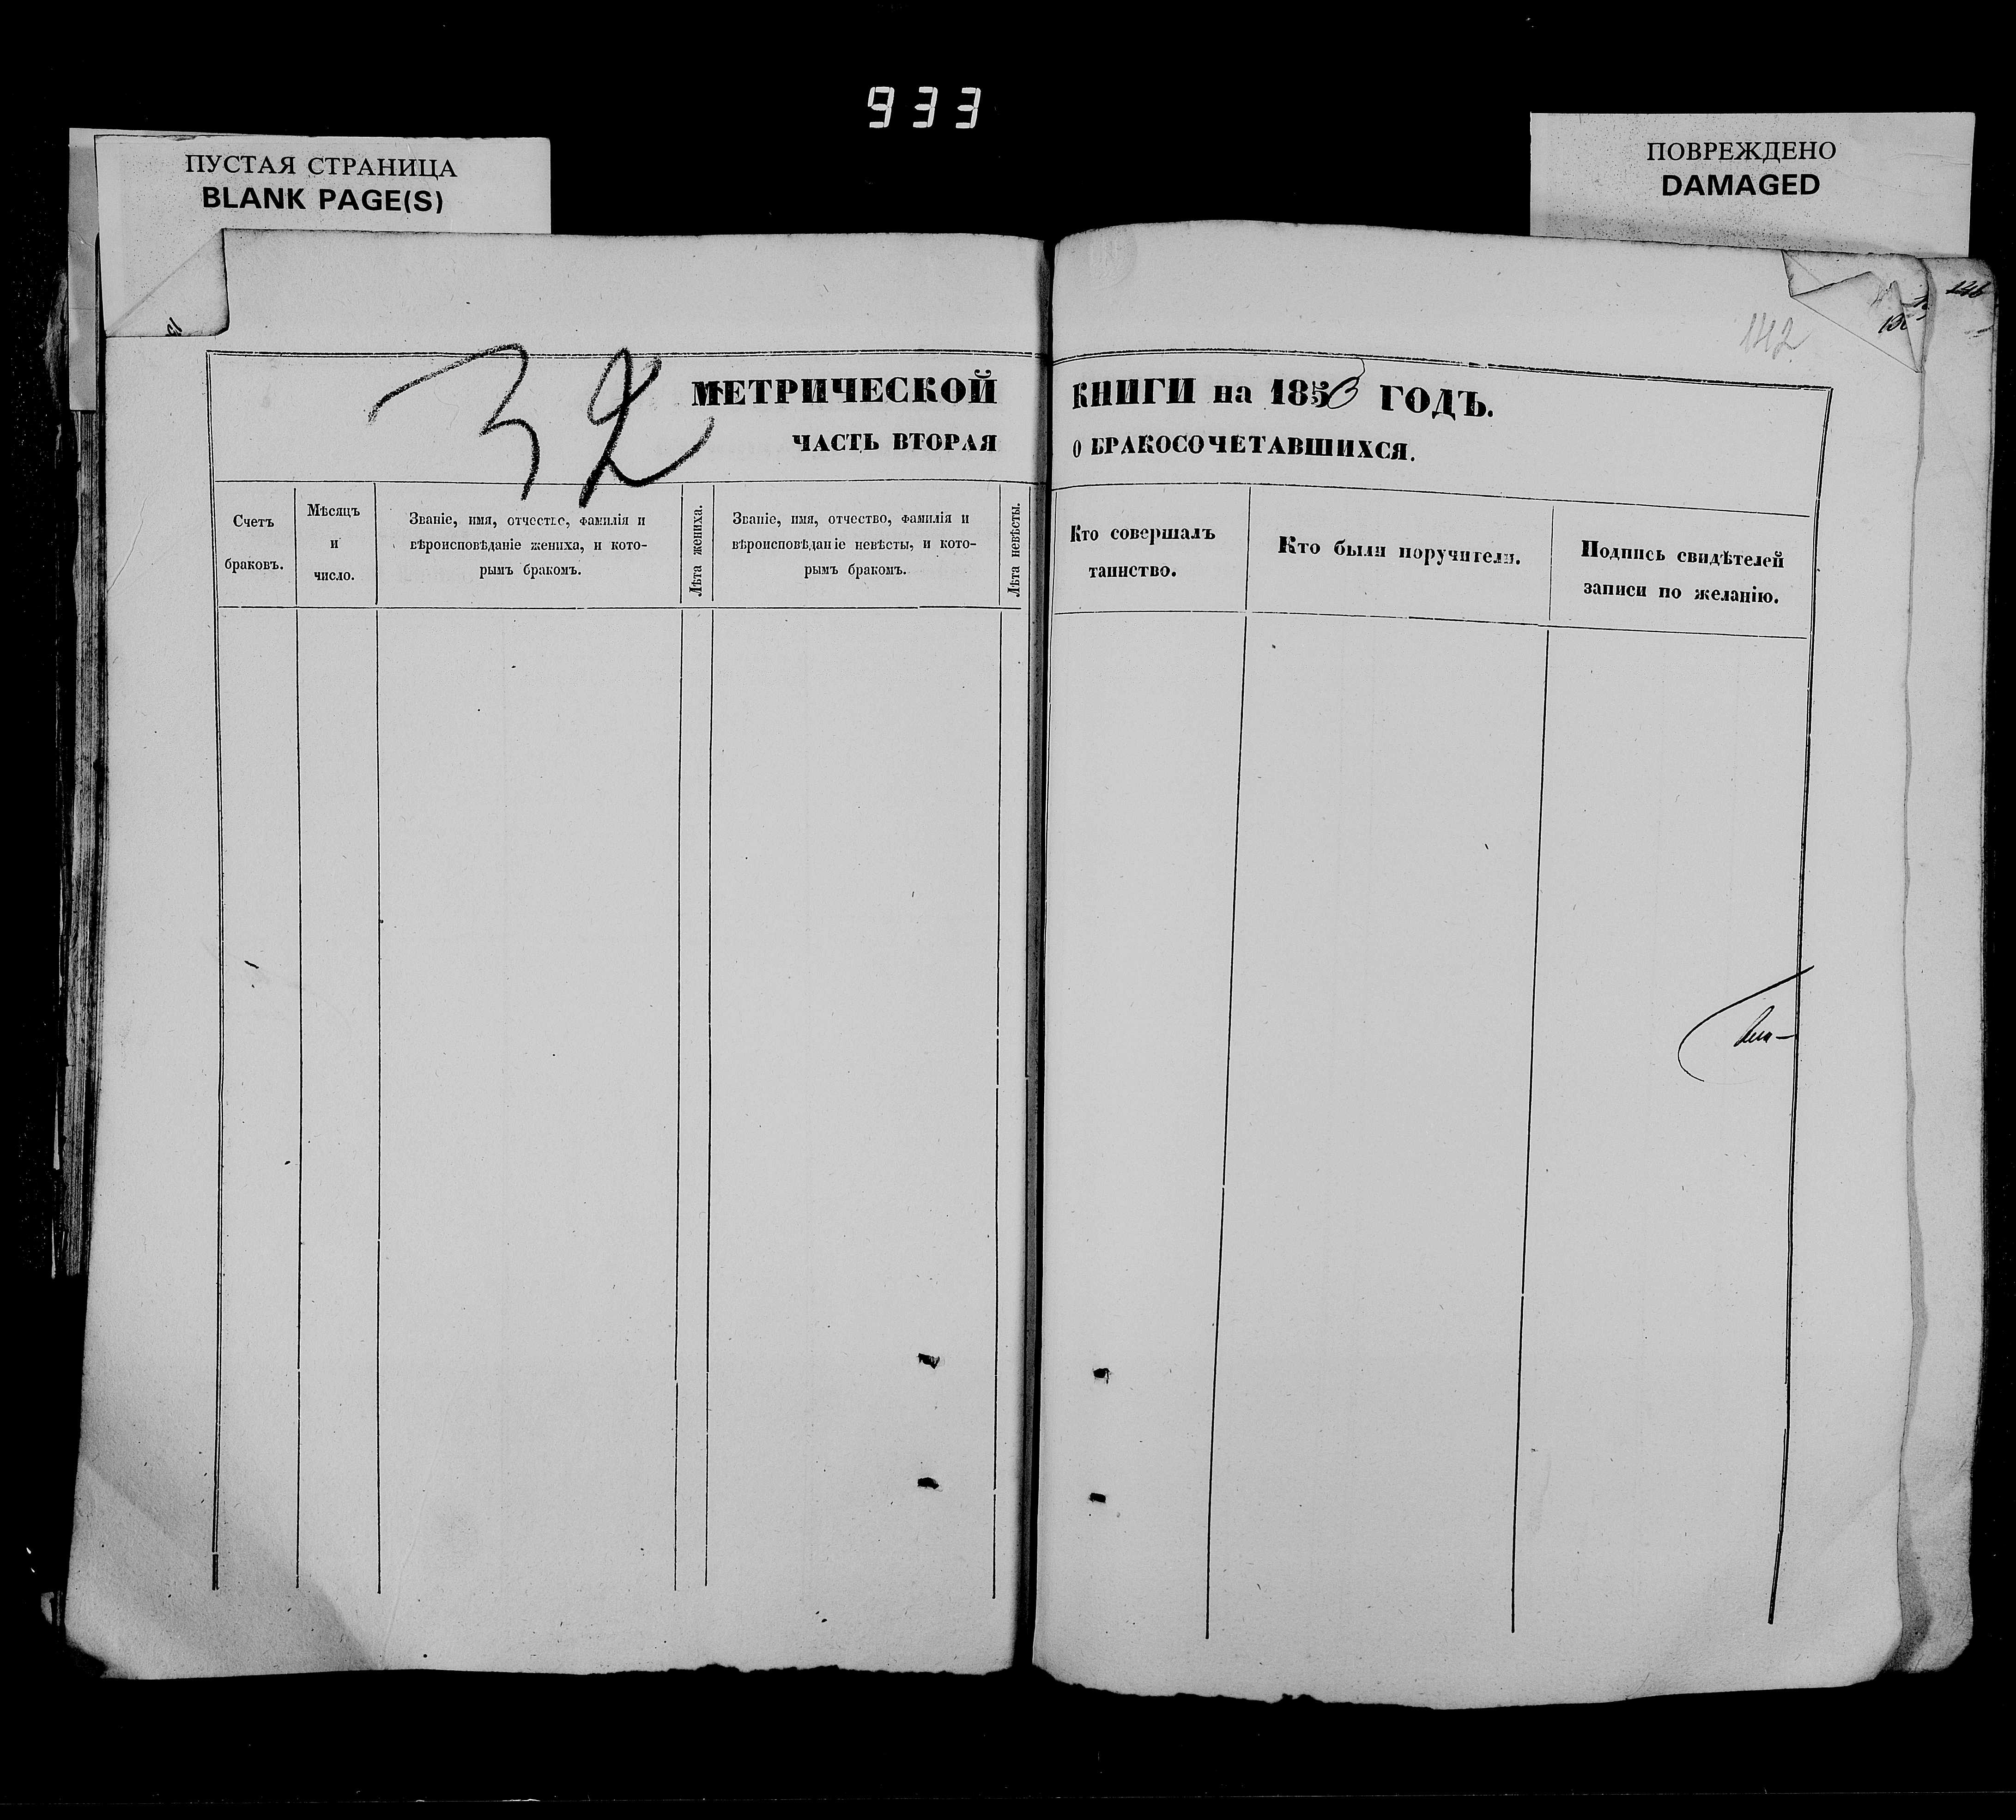 933
ПУСТАЯ СТРАНИЦА
BLANK PAGE(S)
ПОВРЕЖДЕНО
DAMAGED
142
32
МЕТРИЧЕСКОЙ КНИГИ на 1853 ГОДЪ.
ЧАСТЬ ВТОРАЯ О БРАКОСОЧЕТАВШИХСЯ.
Счетъ
браковъ.
Мѣсяцъ
и
число.
Званіе, имя, отчество, фамилія и
вѣроисповѣданіе жениха, и кото-
рымъ бракомъ.
Лѣта жениха.
Званіе, имя, отчество, фамилія и
вѣроисповѣданіе невѣсты, и кото-
рымъ бракомъ.
Лѣта невѣсты.
Кто совершалъ
таинство.
Кто были поручители.
Подпись свидѣтелей
записи по желанію.